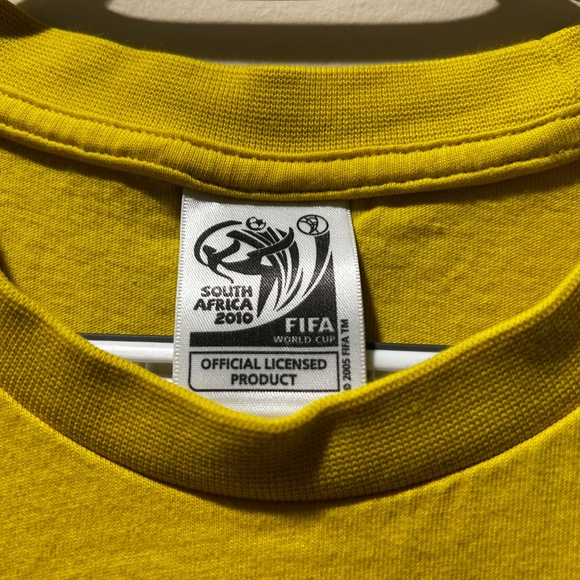 SOUTH
AFRICA
2010
FIFA
WORLD CUP
OFFICIAL LICENSED
PRODUCT
© 2005 FIFA TM